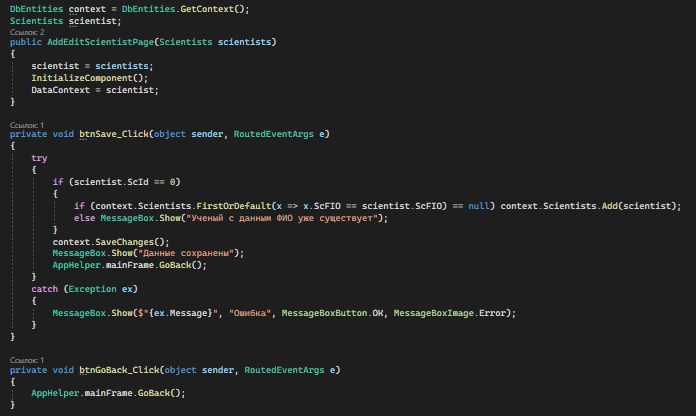 DbEntities context = DbEntities.GetContext();
Scientists scientist;
Ссылок: 2
public AddEditScientistPage(Scientists scientists)
{
    scientist = scientists;
    InitializeComponent();
    DataContext = scientist;
}
Ссылок: 1
private void btnSave_Click(object sender, RoutedEventArgs e)
{
    try
    {
        if (scientist.ScId == 0)
        {
            if (context.Scientists.FirstOrDefault(x => x.ScFIO == scientist.ScFIO) == null) context.Scientists.Add(scientist);
            else MessageBox.Show("Ученый с данным ФИО уже существует");
        }
        context.SaveChanges();
        MessageBox.Show("Данные сохранены");
        AppHelper.mainFrame.GoBack();
    }
    catch (Exception ex)
    {
        MessageBox.Show($"{ex.Message}", "Ошибка", MessageBoxButton.OK, MessageBoxImage.Error);
    }
}
Ссылок: 1
private void btnGoBack_Click(object sender, RoutedEventArgs e)
{
    AppHelper.mainFrame.GoBack();
}